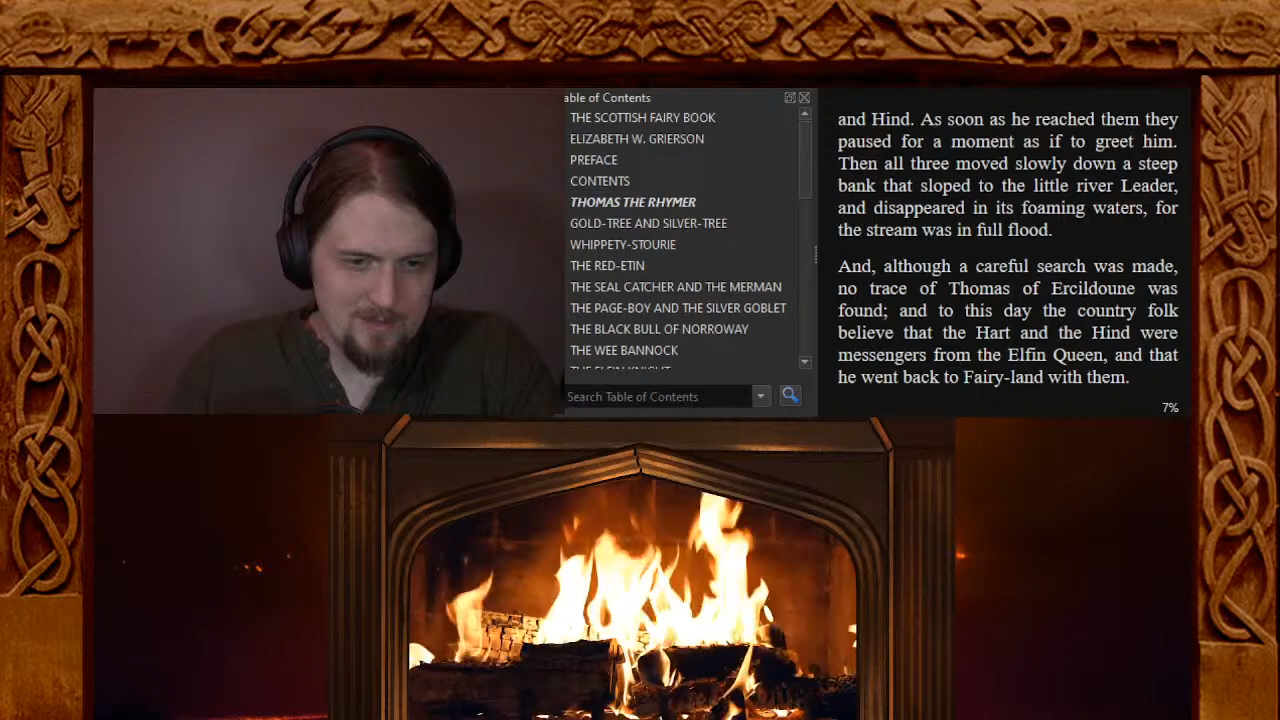 able of Contents
THE SCOTTISH FAIRY BOOK
ELIZABETH W. GRIERSON
PREFACE
CONTENTS
THOMAS THE RHYMER
GOLD-TREE AND SILVER-TREE
WHIPPETY-STOURIE
THE RED-ETIN
THE SEAL CATCHER AND THE MERMAN
THE PAGE-BOY AND THE SILVER GOBLET
THE BLACK BULL OF NORROWAY
THE WEE BANNOCK
THE ELFIN KNIGHT
Search Table of Contents
and Hind. As soon as he reached them they
paused for a moment as if to greet him.
Then all three moved slowly down a steep
bank that sloped to the little river Leader,
and disappeared in its foaming waters, for
the stream was in full flood.
And, although a careful search was made,
no trace of Thomas of Ercildoune was
found; and to this day the country folk
believe that the Hart and the Hind were
messengers from the Elfin Queen, and that
he went back to Fairy-land with them.
7%